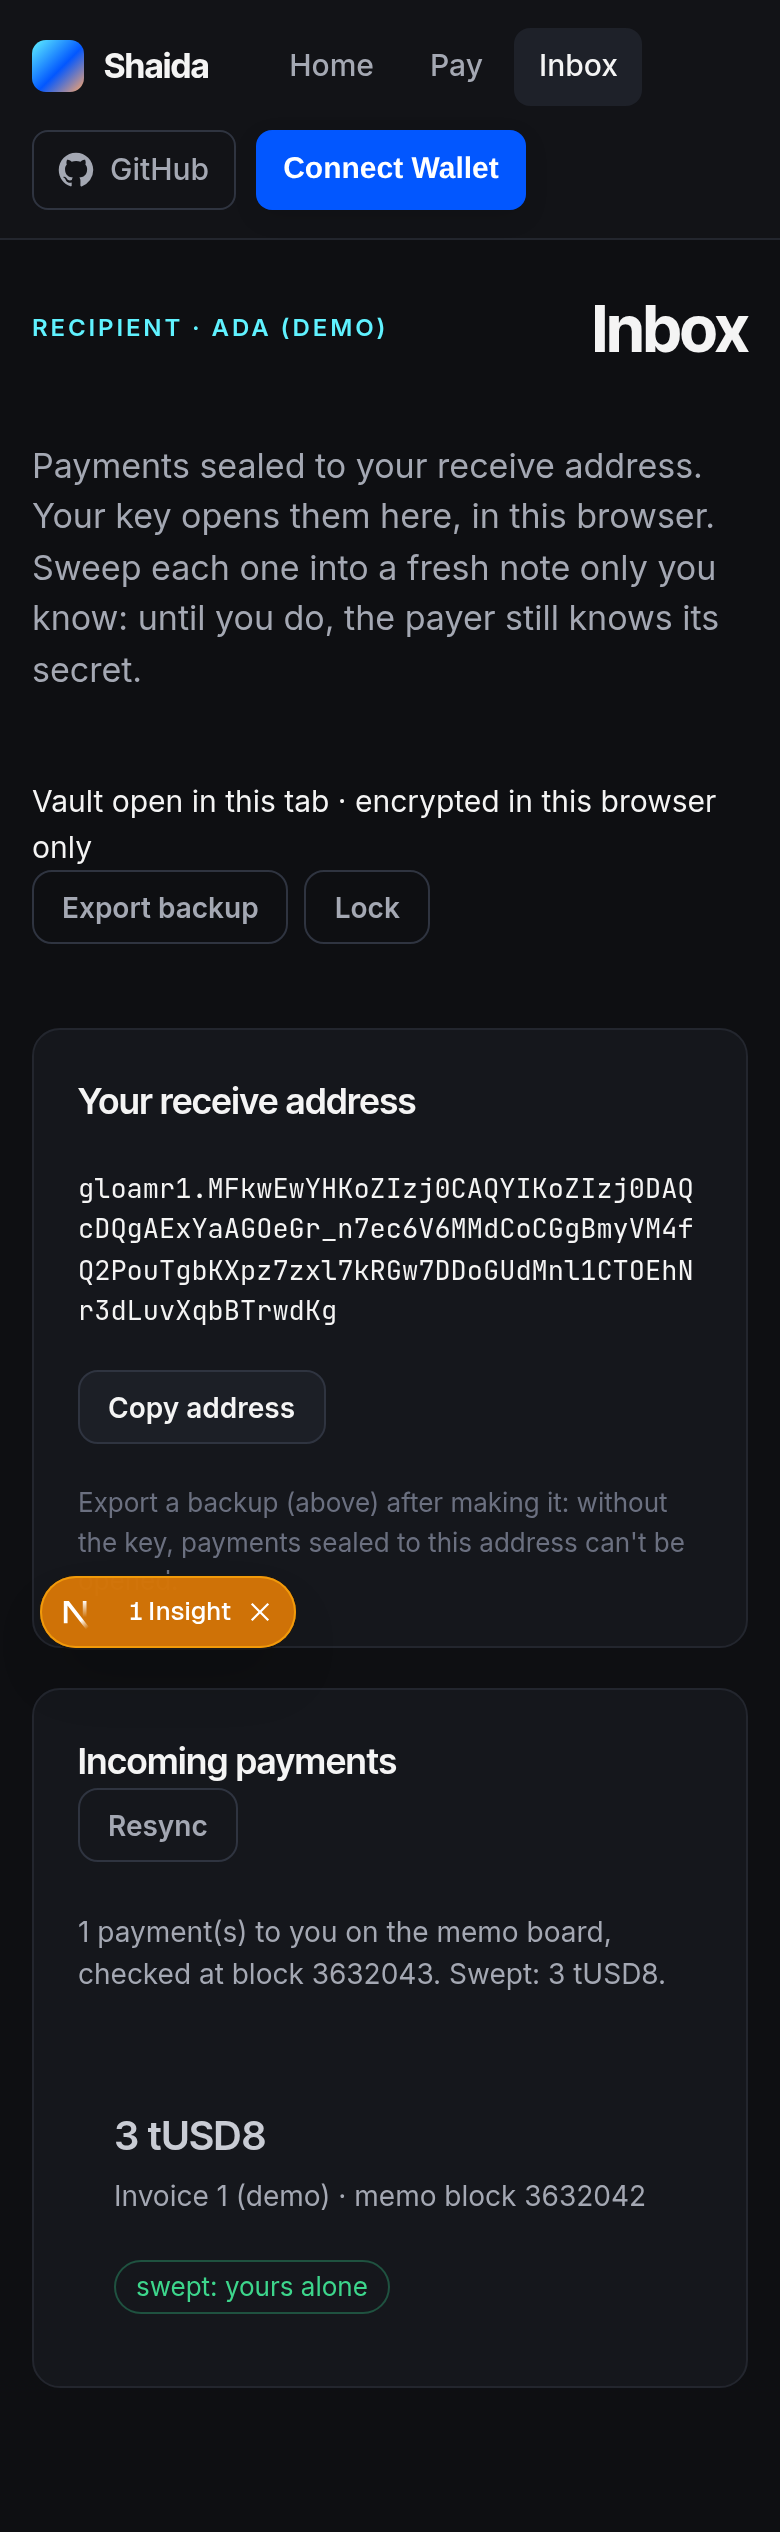 Shaida
Home
Pay
Inbox
GitHub
Connect Wallet
RECIPIENT · ADA (DEMO)
Inbox
Payments sealed to your receive address.
Your key opens them here, in this browser.
Sweep each one into a fresh note only you
know: until you do, the payer still knows its
secret.
Vault open in this tab · encrypted in this browser
only
Export backup
Lock
Your receive address
gloamr1.MFkwEwYHKoZIzj0CAQYIKoZIzj0DAQ
cDQgAExYaAGOeGr_n7ec6V6MMdCoCGgBmyVM4f
Q2PouTgbKXpz7zxl7kRGw7DDoGUdMnl1CTOEhN
r3dLuvXqbBTrwdKg
Copy address
Export a backup (above) after making it: without
the key, payments sealed to this address can't be
1 Insight
Incoming payments
Resync
1 payment(s) to you on the memo board,
checked at block 3632043. Swept: 3 tUSD8.
3 tUSD8
Invoice 1 (demo) · memo block 3632042
swept: yours alone